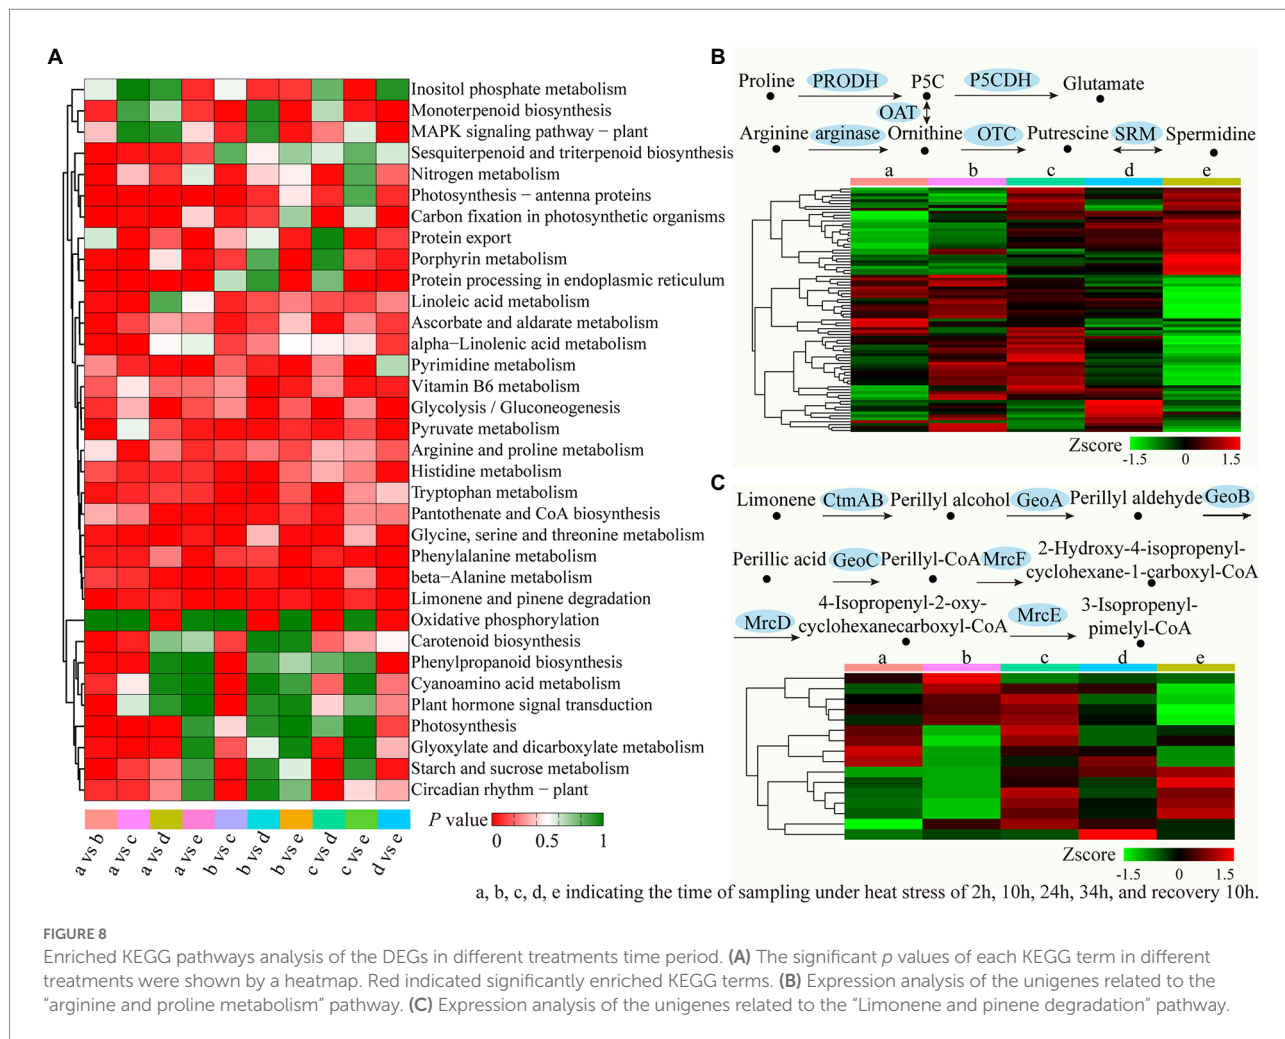 A
Inositol phosphate metabolism
Monoterpenoid biosynthesis
MAPK signaling pathway − plant
Sesquiterpenoid and triterpenoid biosynthesis
Nitrogen metabolism
Photosynthesis − antenna proteins
Carbon fixation in photosynthetic organisms
Protein export
Porphyrin metabolism
Protein processing in endoplasmic reticulum
Linoleic acid metabolism
Ascorbate and aldarate metabolism
alpha−Linolenic acid metabolism
Pyrimidine metabolism
Vitamin B6 metabolism
Glycolysis / Gluconeogenesis
Pyruvate metabolism
Arginine and proline metabolism
Histidine metabolism
Tryptophan metabolism
Pantothenate and CoA biosynthesis
Glycine, serine and threonine metabolism
Phenylalanine metabolism
beta−Alanine metabolism
Limonene and pinene degradation
Oxidative phosphorylation
Carotenoid biosynthesis
Phenylpropanoid biosynthesis
Cyanoamino acid metabolism
Plant hormone signal transduction
Photosynthesis
Glyoxylate and dicarboxylate metabolism
Starch and sucrose metabolism
Circadian rhythm − plant
a vs b
a vs c
a vs d
a vs e
b vs c
b vs d
b vs e
c vs d
c vs e
d vs e
P value
0 0.5 1
B
Proline PRODH P5C P5CDH Glutamate
OAT
Arginine arginase Ornithine OTC Putrescine SRM Spermidine
a b c d e
Zscore
-1.5 0 1.5
C
Limonene CtmAB Perillyl alcohol GeoA Perillyl aldehyde GeoB
Perillic acid GeoC Perillyl-CoA MrcF 2-Hydroxy-4-isopropenyl-
cyclohexane-1-carboxyl-CoA
MrcD 4-Isopropenyl-2-oxy-
cyclohexanecarboxyl-CoA MrcE 3-Isopropenyl-
pimelyl-CoA
a b c d e
Zscore
-1.5 0 1.5
a, b, c, d, e indicating the time of sampling under heat stress of 2h, 10h, 24h, 34h, and recovery 10h.
FIGURE 8
Enriched KEGG pathways analysis of the DEGs in different treatments time period. (A) The significant p values of each KEGG term in different
treatments were shown by a heatmap. Red indicated significantly enriched KEGG terms. (B) Expression analysis of the unigenes related to the
“arginine and proline metabolism” pathway. (C) Expression analysis of the unigenes related to the “Limonene and pinene degradation” pathway.